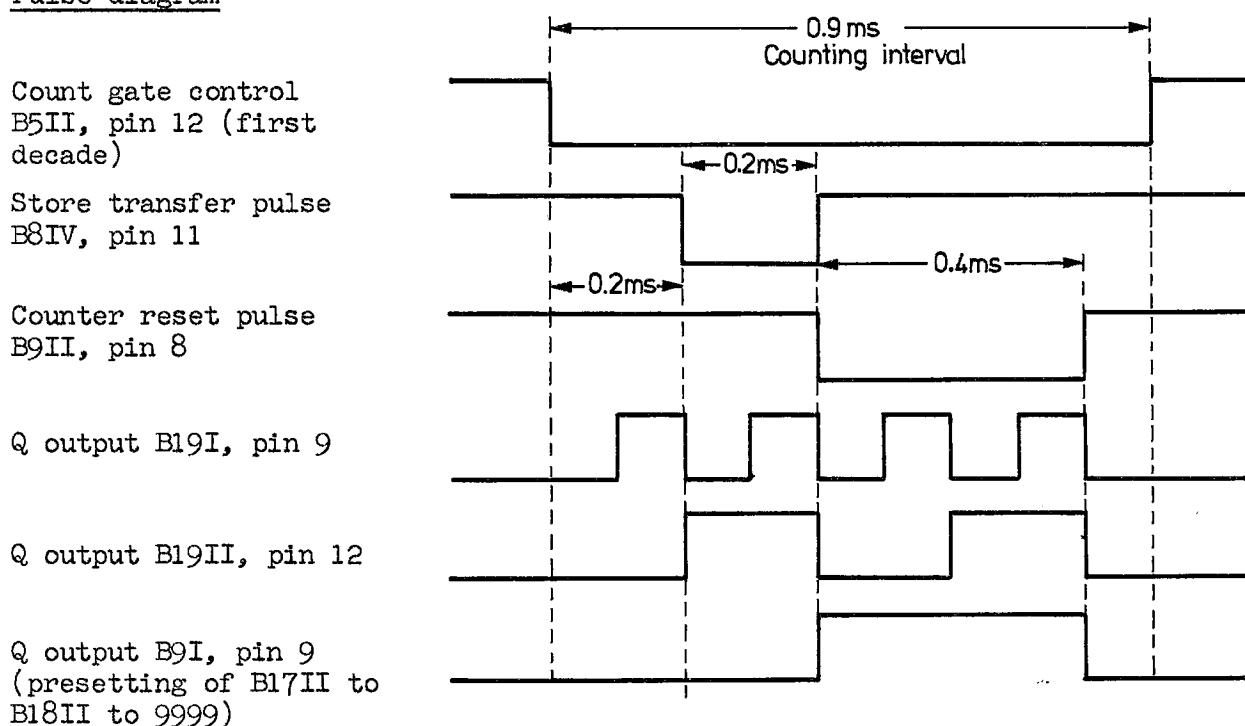 Pulse diagram
0.9 ms
Counting interval
Count gate control
B5II, pin 12 (first
decade)
0.2ms
Store transfer pulse
B8IV, pin 11
0.4ms
0.2ms
Counter reset pulse
B9II, pin 8
Q output B19I, pin 9
Q output B19II, pin 12
Q output B9I, pin 9
(presetting of B17II to
B18II to 9999)